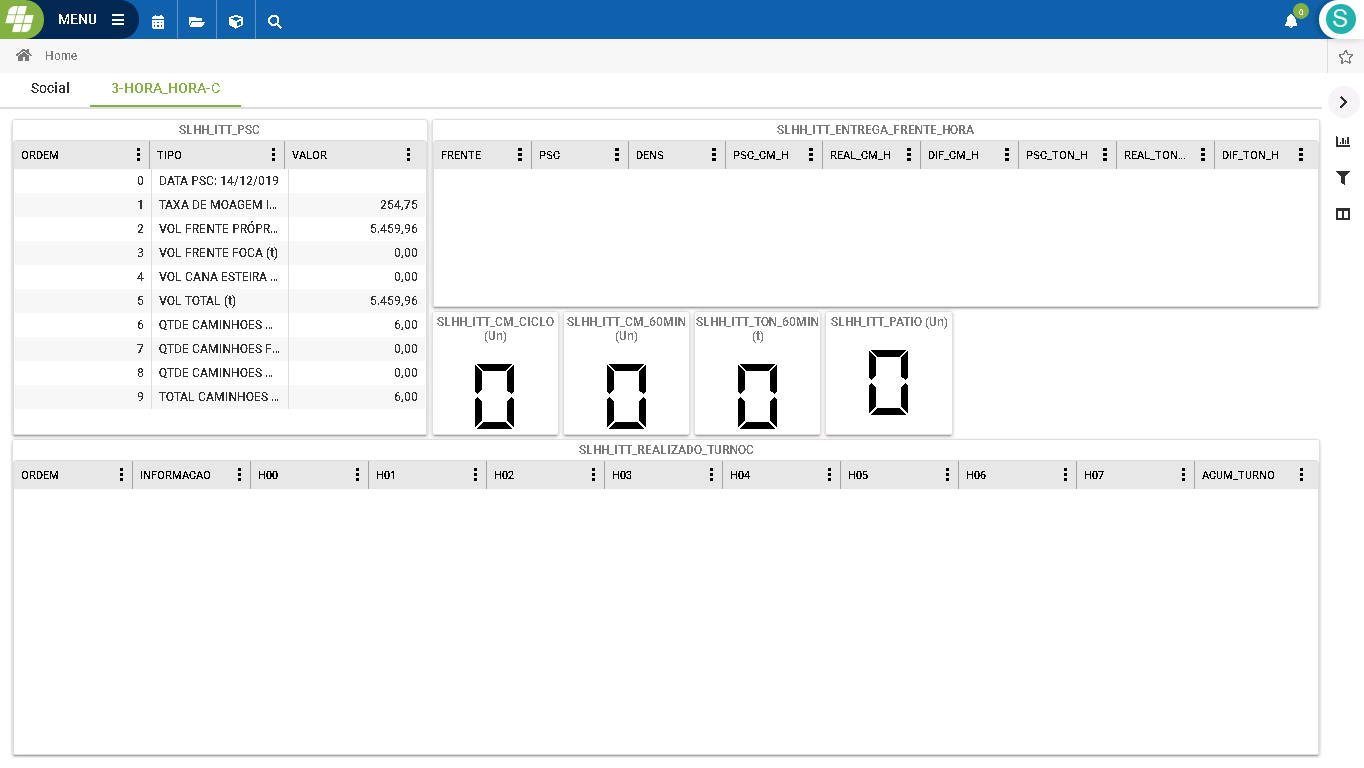 MENU
0
S
Home
Social
3-HORA_HORA-C
SLHH_ITT_PSC
ORDEM TIPO VALOR
0 DATA PSC: 14/12/019
1 TAXA DE MOAGEM I... 254,75
2 VOL FRENTE PRÓPR... 5.459,96
3 VOL FRENTE FOCA (t) 0,00
4 VOL CANA ESTEIRA ... 0,00
5 VOL TOTAL (t) 5.459,96
6 QTDE CAMINHOES ... 6,00
7 QTDE CAMINHOES F... 0,00
8 QTDE CAMINHOES ... 0,00
9 TOTAL CAMINHOES ... 6,00
SLHH_ITT_ENTREGA_FRENTE_HORA
FRENTE PSC DENS PSC_CM_H REAL_CM_H DIF_CM_H PSC_TON_H REAL_TON... DIF_TON_H
SLHH_ITT_CM_CICLO
(Un)
0
SLHH_ITT_CM_60MIN
(Un)
0
SLHH_ITT_TON_60MIN
(t)
0
SLHH_ITT_PATIO (Un)
0
SLHH_ITT_REALIZADO_TURNOC
ORDEM INFORMACAO H00 H01 H02 H03 H04 H05 H06 H07 ACUM_TURNO